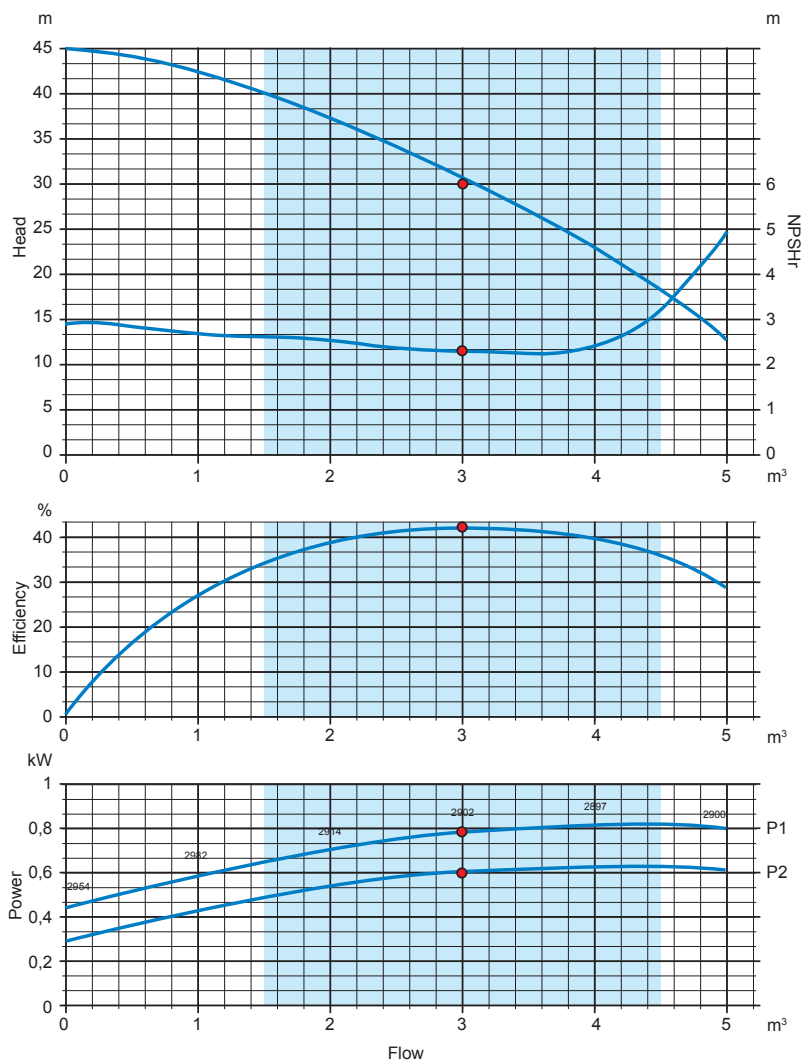 m m
45
40
35
30 6
25 5
20 4
15 3
10 2
5 1
0 0
Head
NPSHr
0 1 2 3 4 5 m³
%
40
30
20
10
0
Efficiency
0 1 2 3 4 5 m³
kW
1
0,8 P1
0,6 P2
0,4
0,2
0
Power
2954 2982 2914 2902 2897 2900
0 1 2 3 4 5 m³
Flow